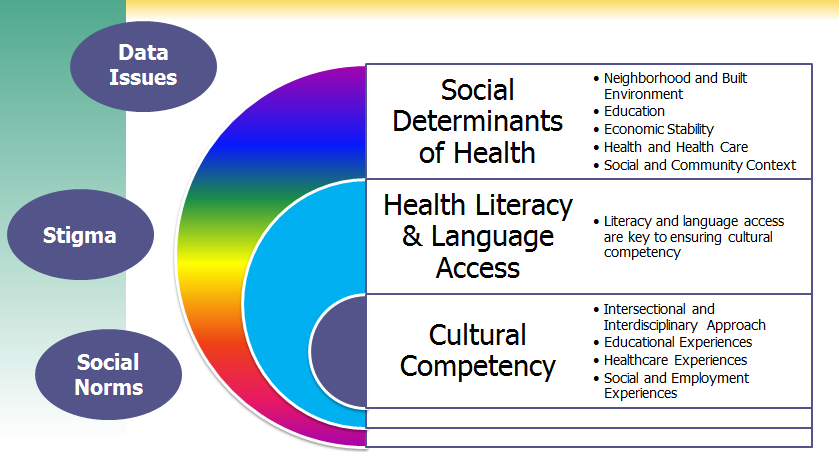 Data
Issues
Stigma
Social
Norms
Social
Determinants
of Health
• Neighborhood and Built
Environment
• Education
• Economic Stability
• Health and Health Care
• Social and Community Context
Health Literacy
& Language
Access
• Literacy and language access
are key to ensuring cultural
competency
Cultural
Competency
• Intersectional and
Interdisciplinary Approach
• Educational Experiences
• Healthcare Experiences
• Social and Employment
Experiences